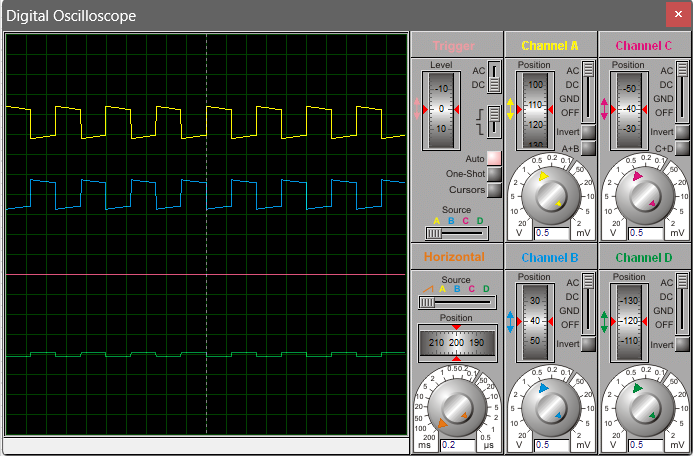 Digital Oscilloscope
Trigger
Level
AC
DC
-10
0
10
Auto
One-Shot
Cursors
Source
A B C D
Channel A
Position
AC
DC
GND
OFF
100
110
120
130
Invert
A+B
0.5 0.2 0.1
1 50
2 20
5 10
10 5
20 2
V 0.5 mV
Channel C
Position
AC
DC
GND
OFF
-50
-40
-30
Invert
C+D
0.5 0.2 0.1
1 50
2 20
5 10
10 5
20 2
V 0.5 mV
Horizontal
Source
A B C D
Position
210 200 190
200
100
50
20
10
5
2
1
0.5
0.2
0.1
50
20
10
5
2
1
0.5
ms 0.2 µs
Channel B
Position
AC
DC
GND
OFF
30
40
50
Invert
0.5 0.2 0.1
1 50
2 20
5 10
10 5
20 2
V 0.5 mV
Channel D
Position
AC
DC
GND
OFF
-130
-120
-110
Invert
0.5 0.2 0.1
1 50
2 20
5 10
10 5
20 2
V 0.5 mV